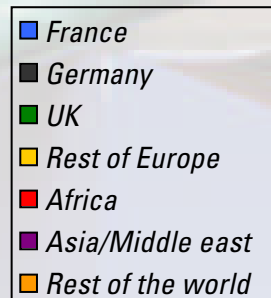 France
Germany
UK
Rest of Europe
Africa
Asia/Middle east
Rest of the world